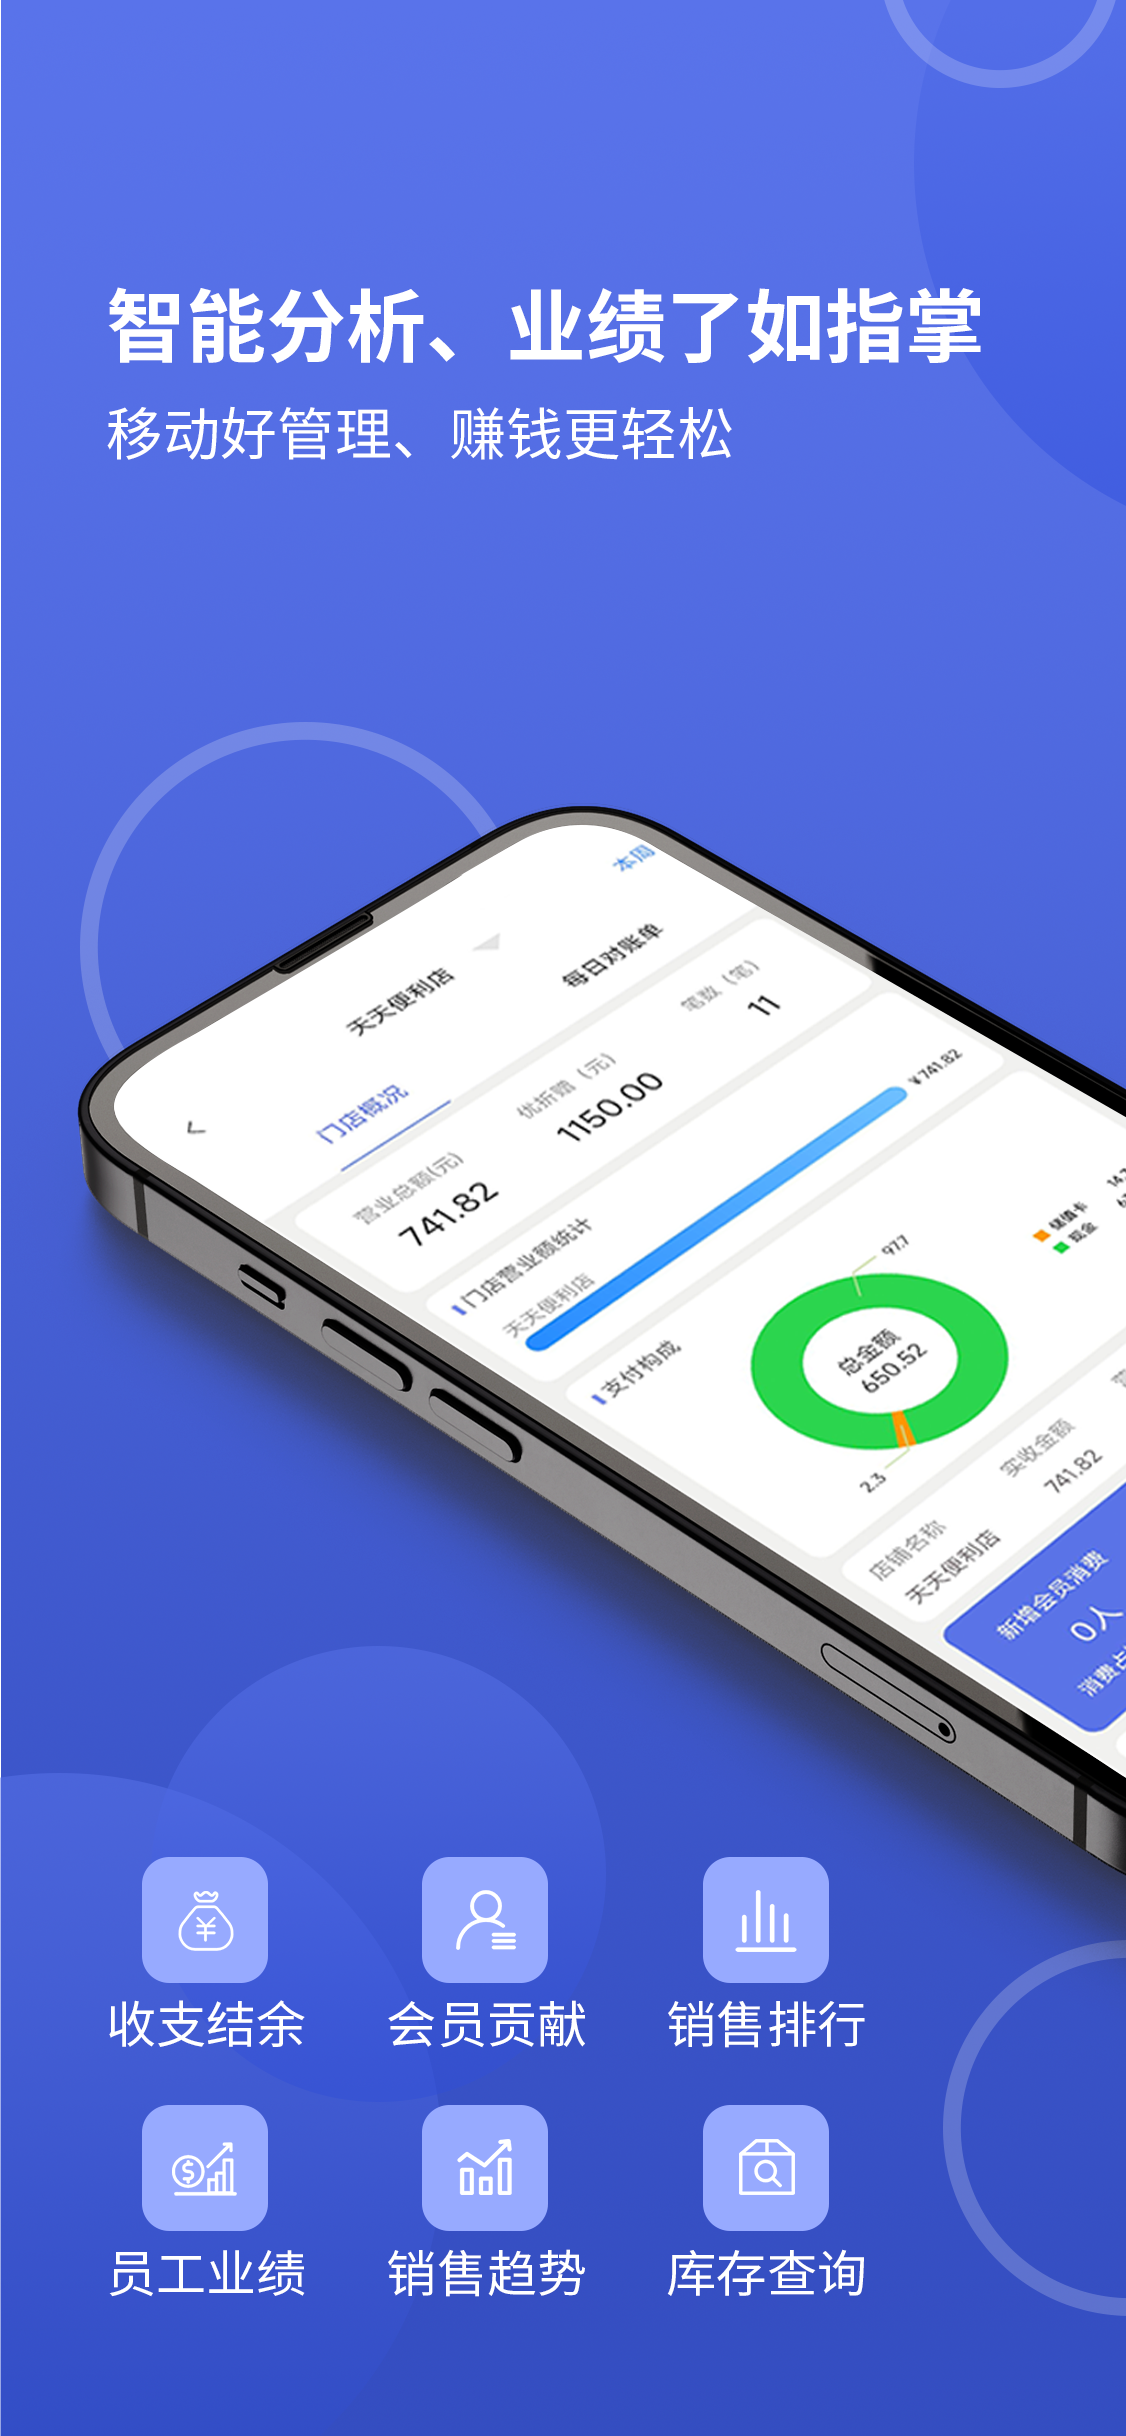 智能分析、业绩了如指掌
移动好管理、赚钱更轻松
本周
天天便利店
门店概况
每日对账单
营业总额(元)
741.82
优折赔（元）
1150.00
笔数（笔）
11
门店营业额统计
天天便利店
¥741.82
支付构成
97.7
总金额
650.52
2.3
储值卡
现金
店铺名称
天天便利店
实收金额
741.82
新增会员消费
0人
收支结余
会员贡献
销售排行
员工业绩
销售趋势
库存查询